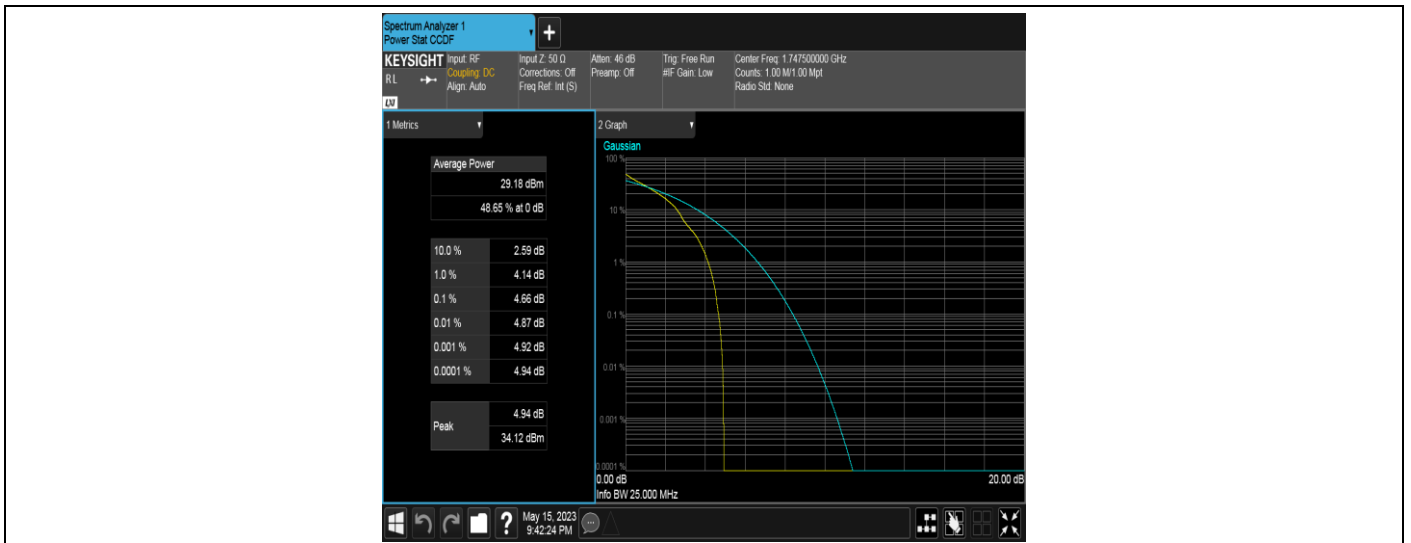 Spectrum Analyzer 1
Power Stat CCDF
+
KEYSIGHT
RL
LXI
Input: RF
Coupling: DC
Align: Auto
Input Z: 50 Ω
Corrections: Off
Freq Ref: Int (S)
Atten: 46 dB
Preamp: Off
Trig: Free Run
#IF Gain: Low
Center Freq: 1.747500000 GHz
Counts: 1.00 M/1.00 Mpt
Radio Std: None
1 Metrics
Average Power
29.18 dBm
48.65 % at 0 dB
10.0 % 2.59 dB
1.0 % 4.14 dB
0.1 % 4.66 dB
0.01 % 4.87 dB
0.001 % 4.92 dB
0.0001 % 4.94 dB
Peak 4.94 dB
34.12 dBm
2 Graph
Gaussian
100 %
10 %
1 %
0.1 %
0.01 %
0.001 %
0.0001 %
0.00 dB 20.00 dB
Info BW 25.000 MHz
?
May 15, 2023
9:42:24 PM